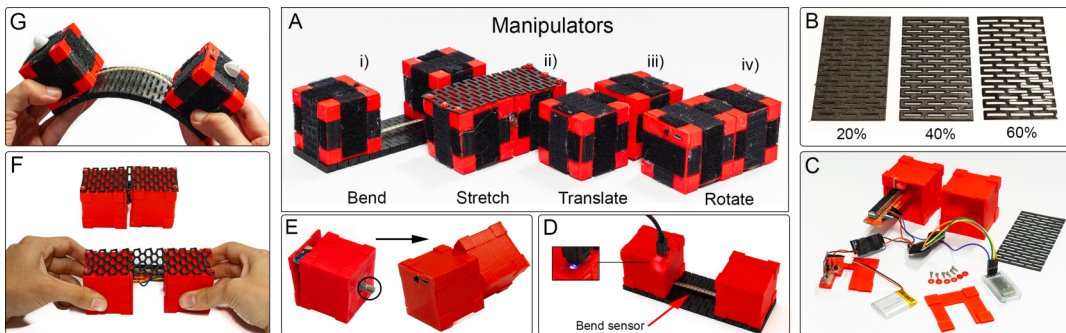 G
A
Manipulators
i)
ii)
iii)
iv)
Bend
Stretch
Translate
Rotate
B
20%
40%
60%
F
E
D
Bend sensor
C